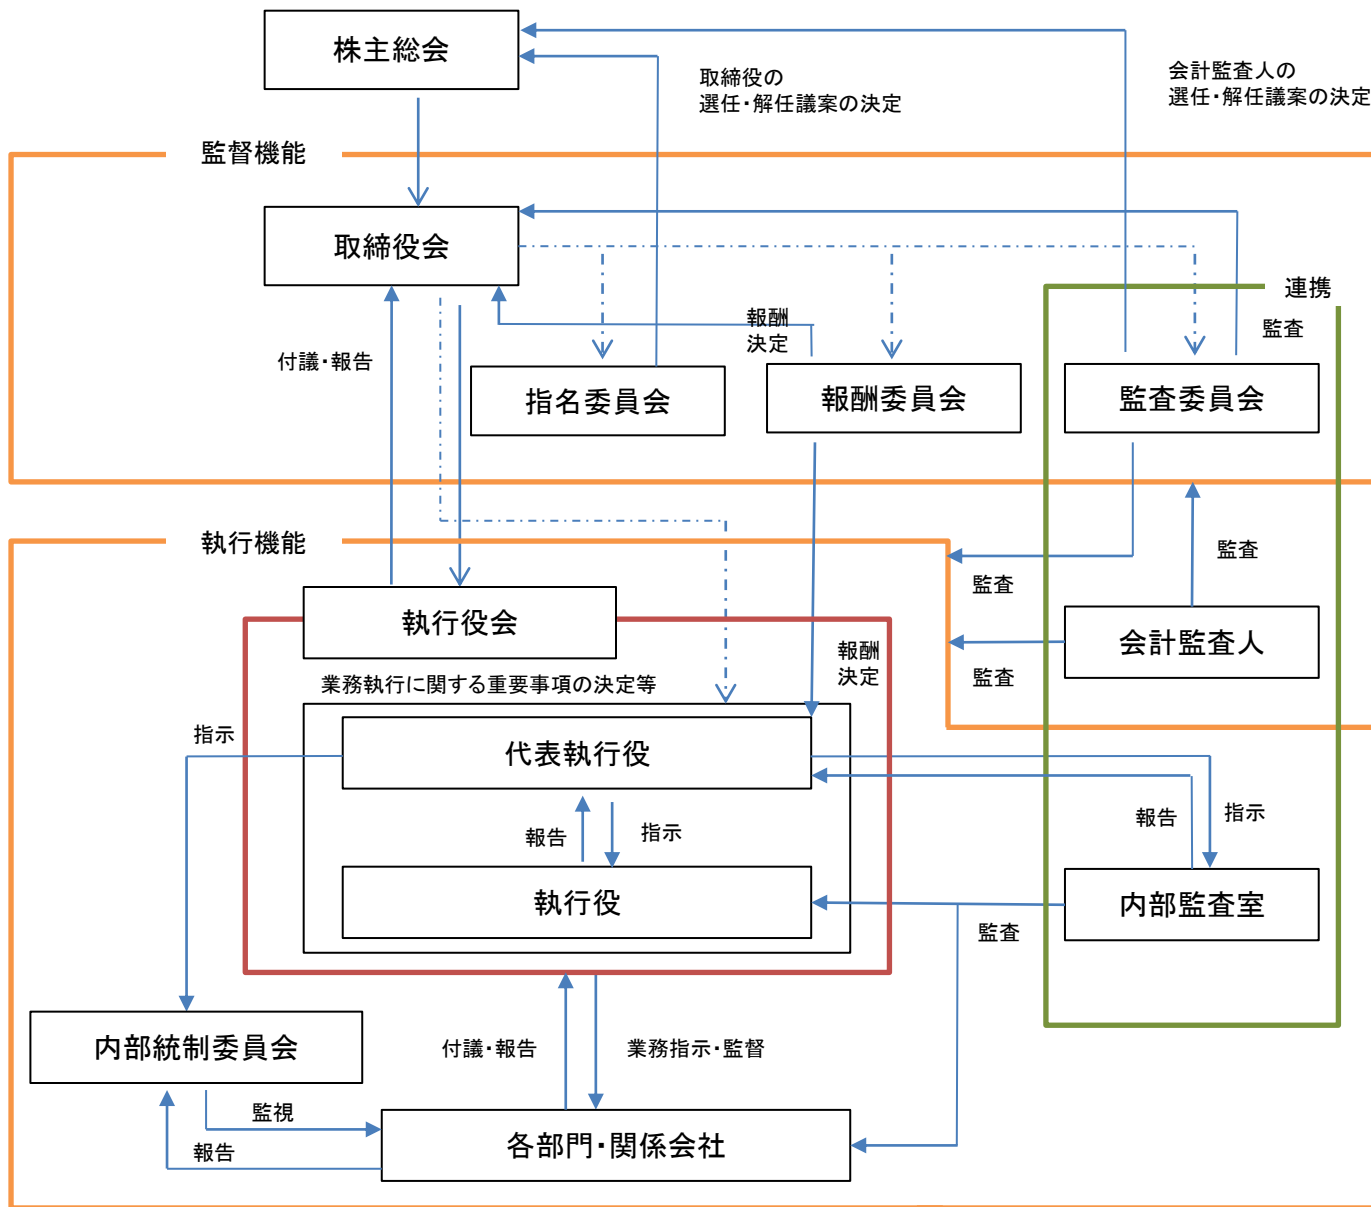 株主総会
取締役の
選任・解任議案の決定
会計監査人の
選任・解任議案の決定
監督機能
取締役会
連携
報酬
決定
監査
付議・報告
指名委員会
報酬委員会
監査委員会
執行機能
監査
監査
執行役会
会計監査人
報酬
決定
監査
業務執行に関する重要事項の決定等
指示
代表執行役
報告
指示
報告
指示
執行役
内部監査室
監査
内部統制委員会
付議・報告
業務指示・監督
監視
報告
各部門・関係会社